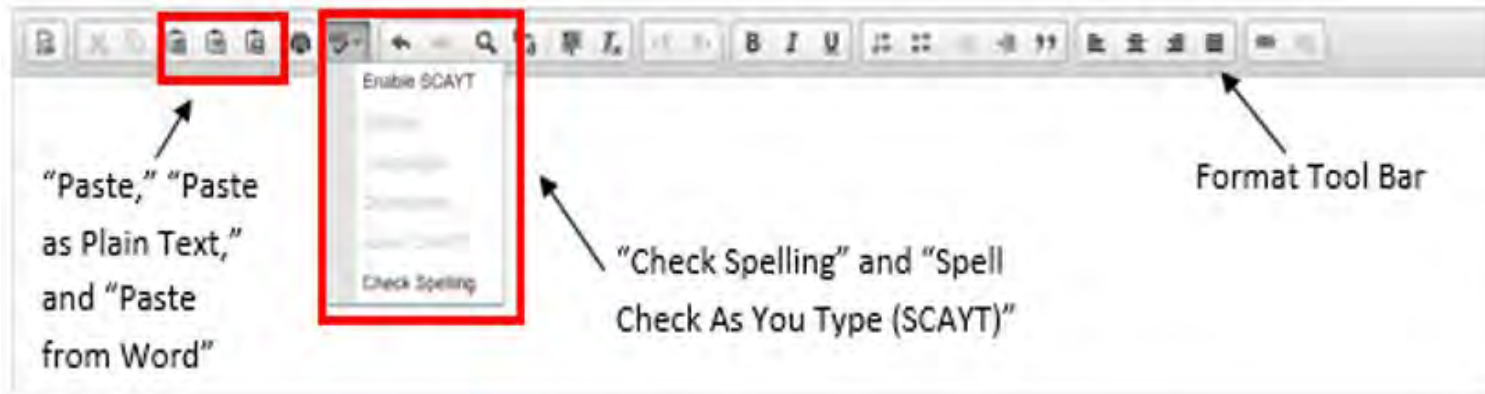 B I U
Enable SCAYT
Check Spelling
“Paste,” “Paste
as Plain Text,”
and “Paste
from Word”
“Check Spelling” and “Spell
Check As You Type (SCAYT)”
Format Tool Bar